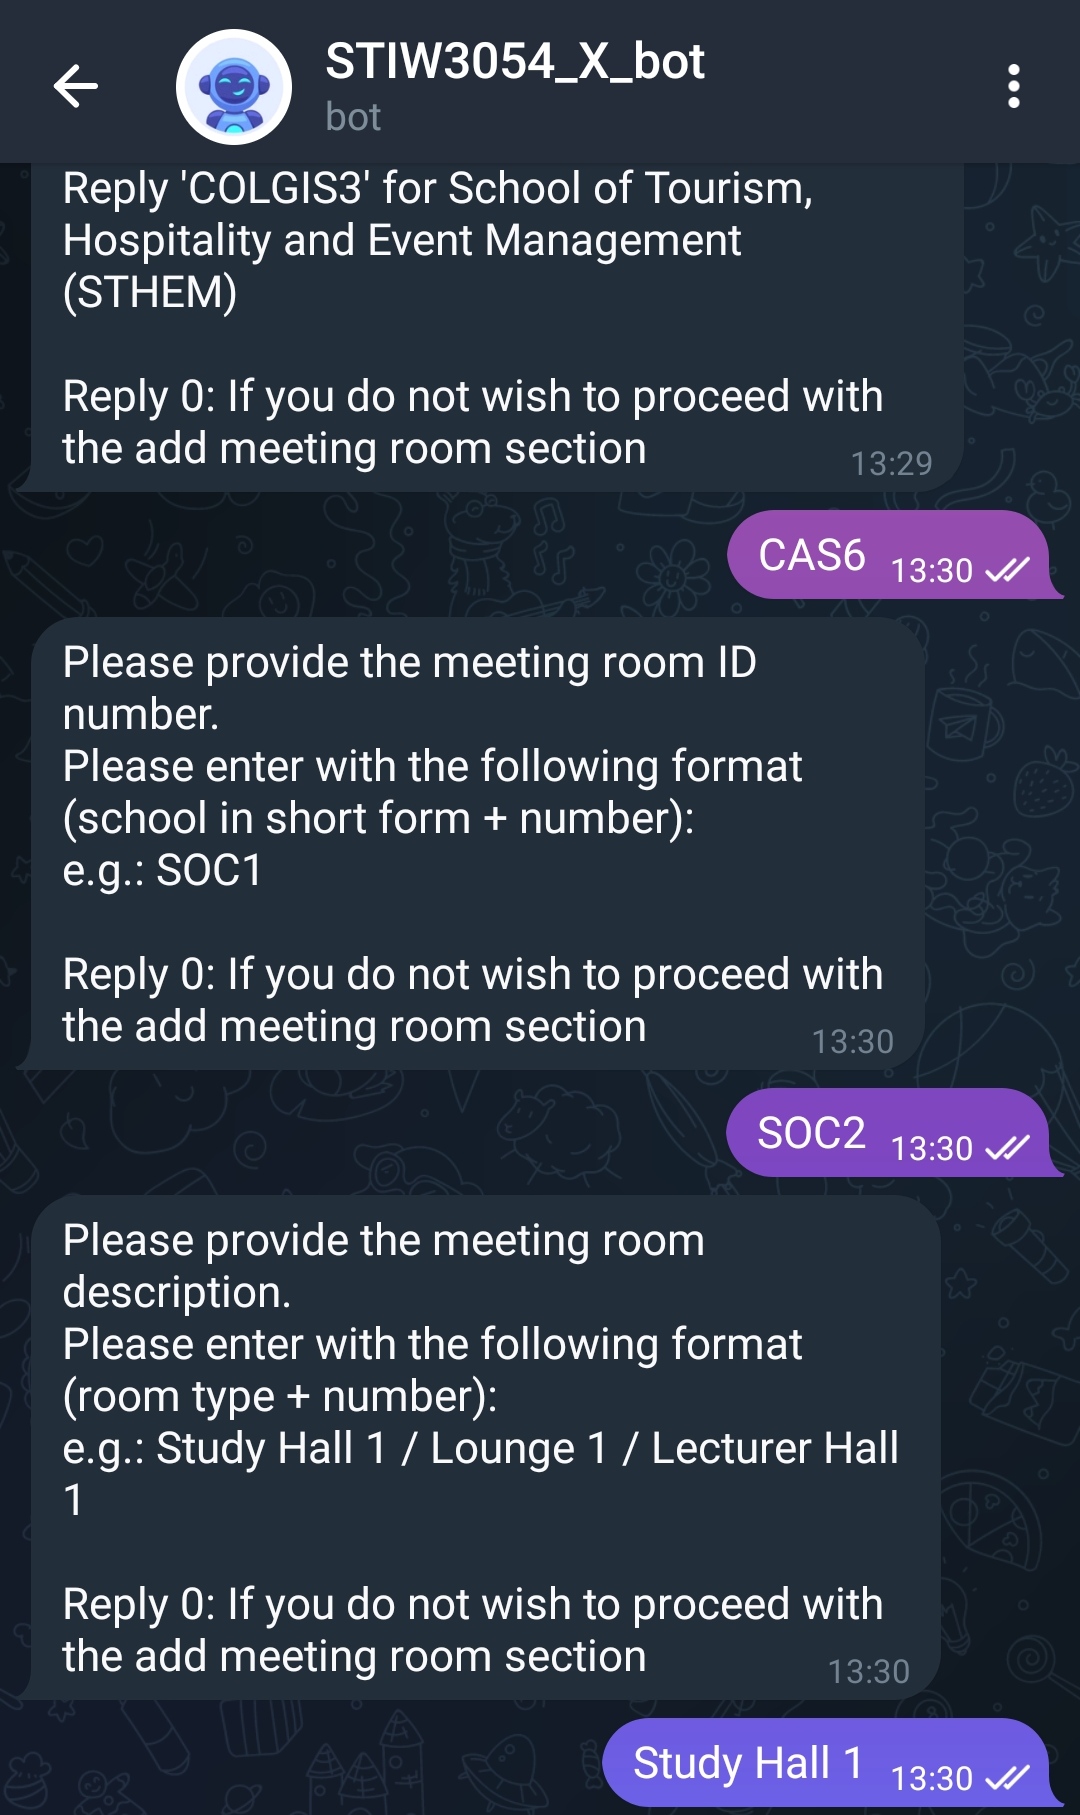 STIW3054_X_bot
bot
Reply 'COLGIS3' for School of Tourism,
Hospitality and Event Management
(STHEM)
Reply 0: If you do not wish to proceed with
the add meeting room section
13:29
CAS6 13:30
Please provide the meeting room ID
number.
Please enter with the following format
(school in short form + number):
e.g.: SOC1
Reply 0: If you do not wish to proceed with
the add meeting room section
13:30
SOC2 13:30
Please provide the meeting room
description.
Please enter with the following format
(room type + number):
e.g.: Study Hall 1 / Lounge 1 / Lecturer Hall
1
Reply 0: If you do not wish to proceed with
the add meeting room section
13:30
Study Hall 1 13:30